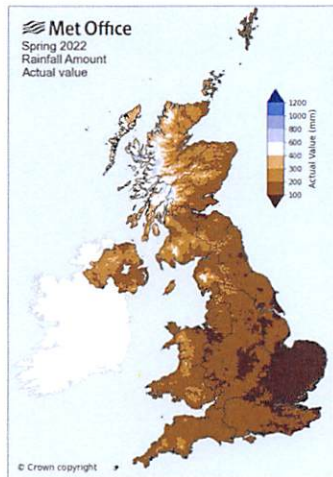 Met Office
Spring 2022
Rainfall Amount
Actual value
1200
1000
800
600
400
300
200
100
Actual Value (mm)
© Crown copyright